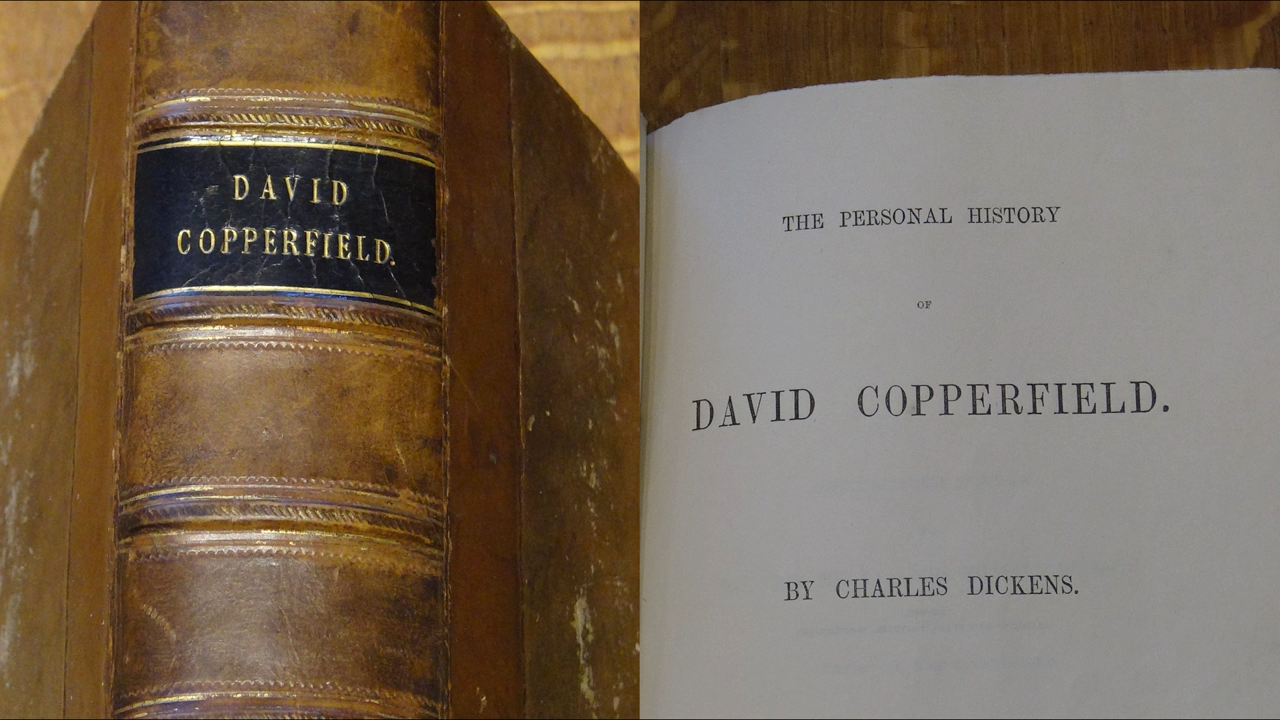 DAVID
COPPERFIELD.
THE PERSONAL HISTORY
OF
DAVID COPPERFIELD.
BY CHARLES DICKENS.